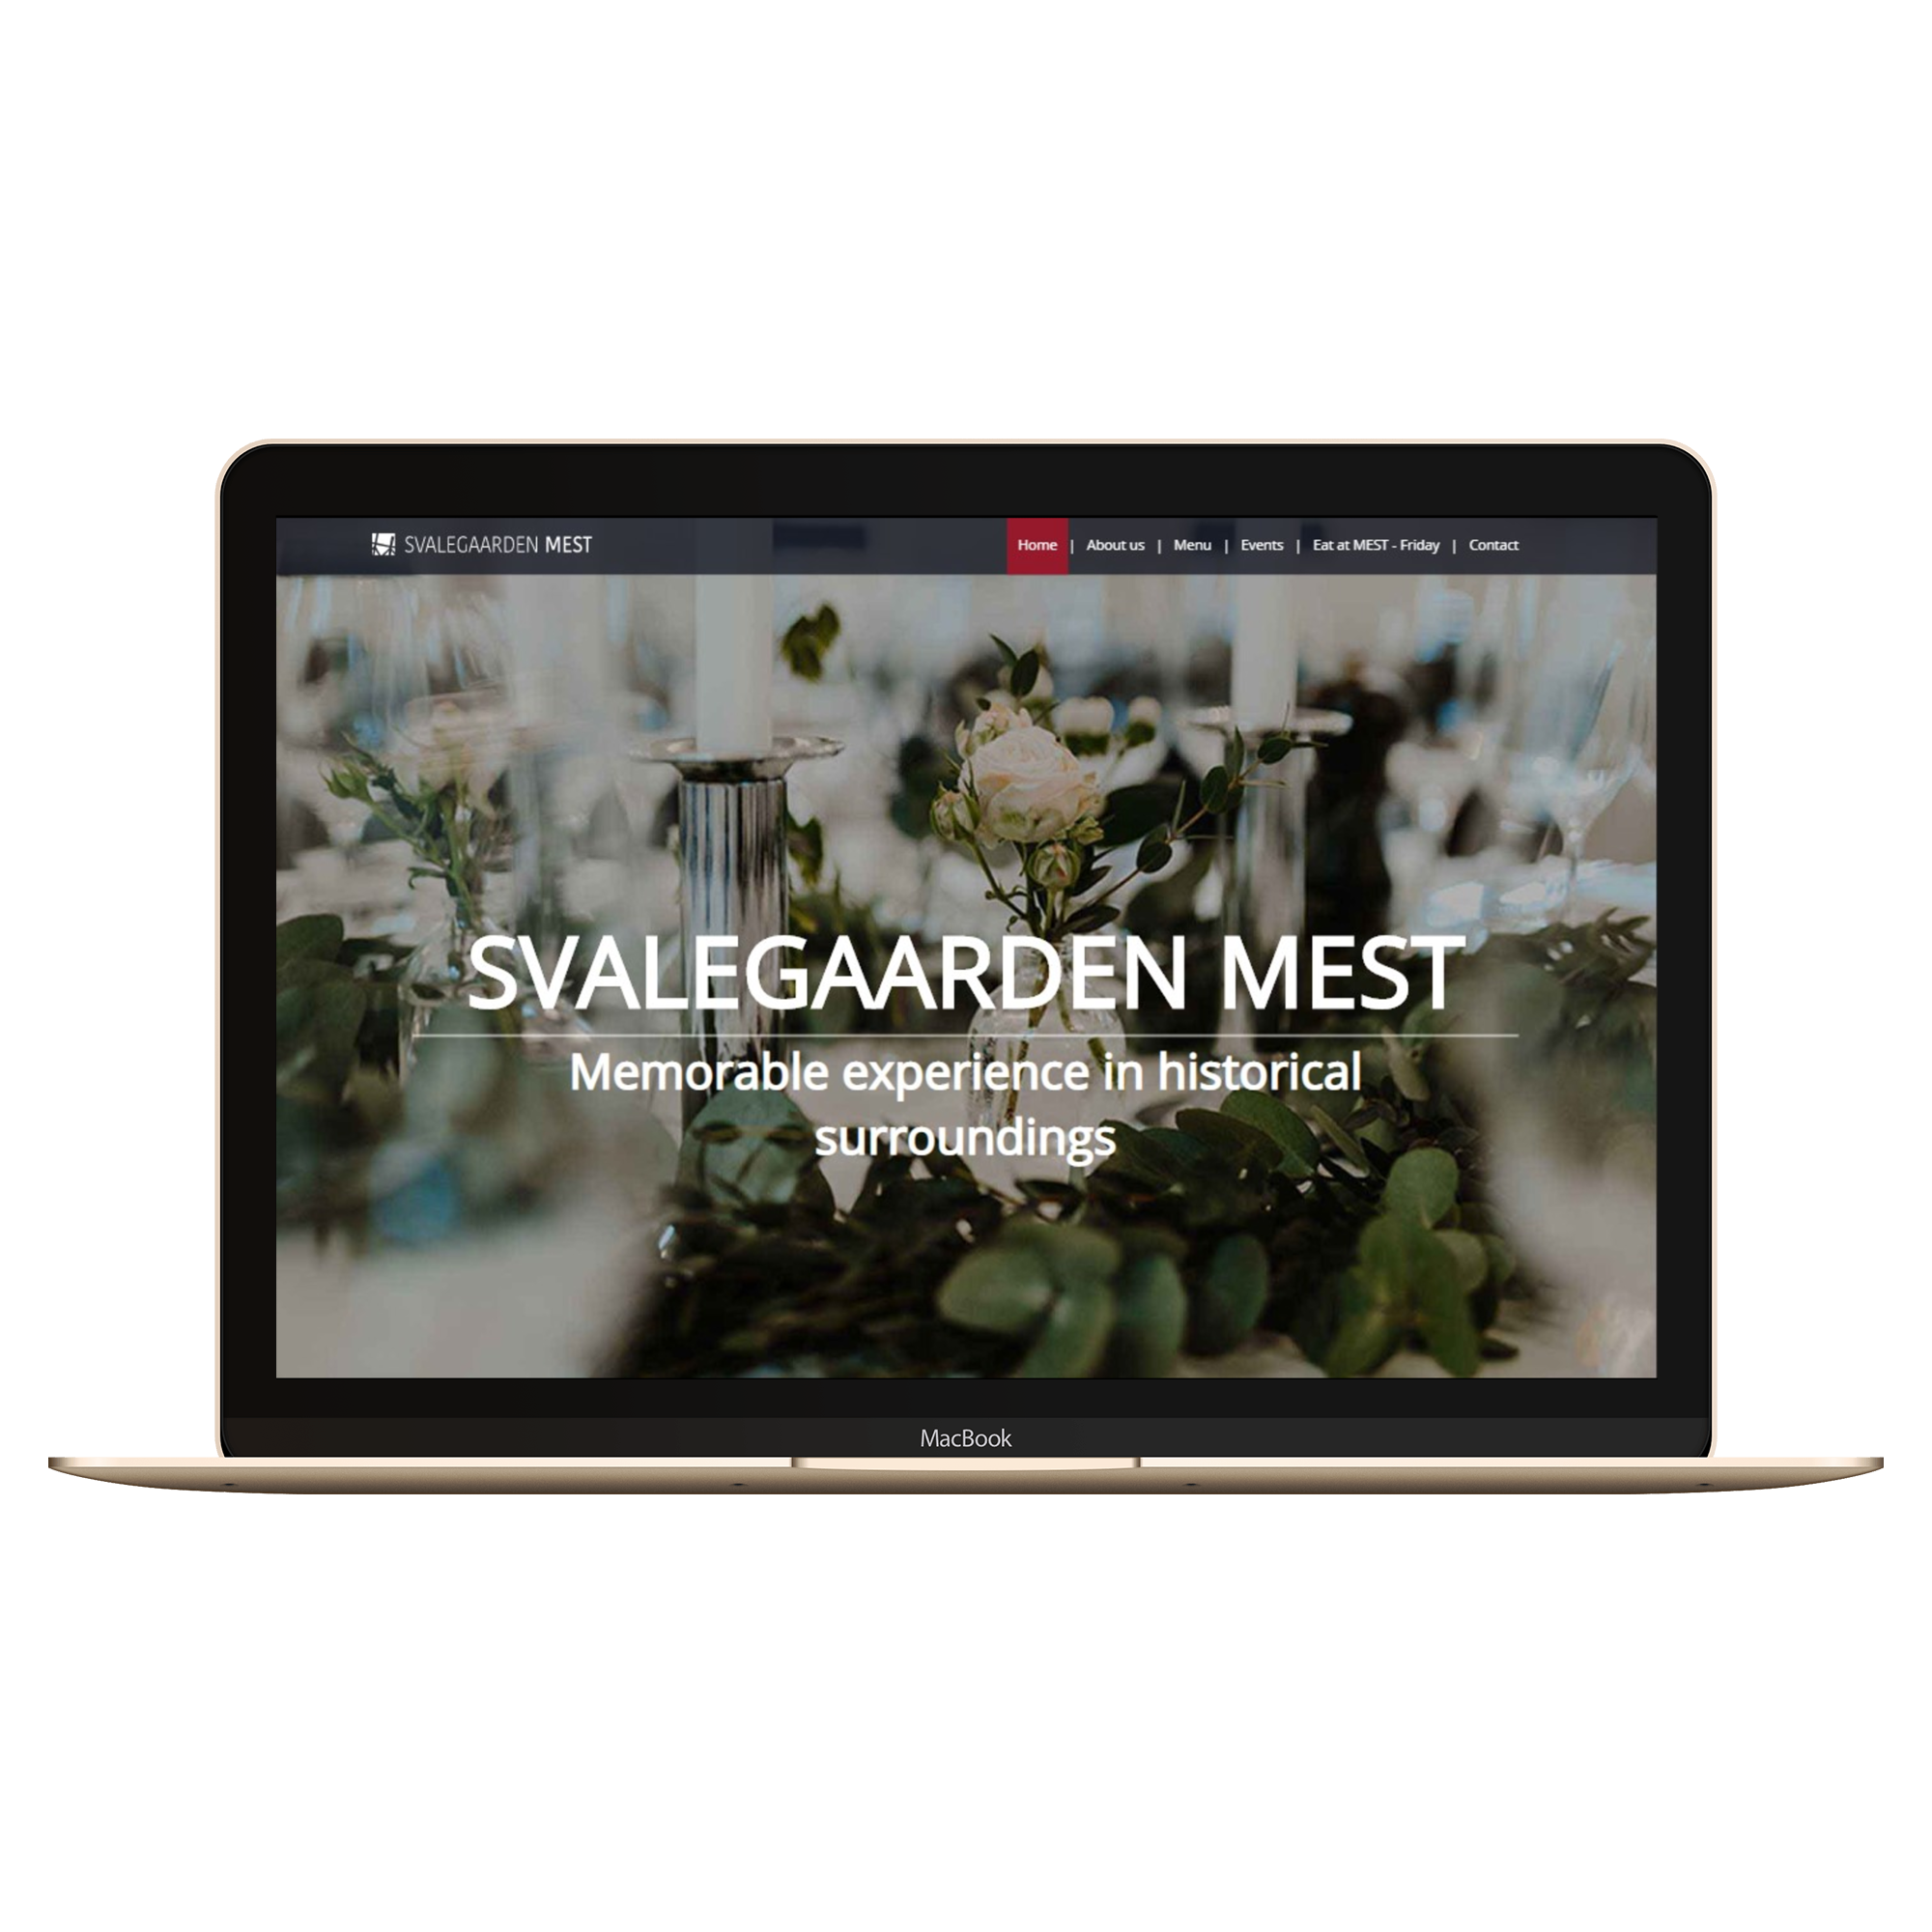 SVALEGAARDEN MEST
Home | About us | Menu | Events | Eat at MEST - Friday | Contact
SVALEGAARDEN MEST
Memorable experience in historical
surroundings
MacBook